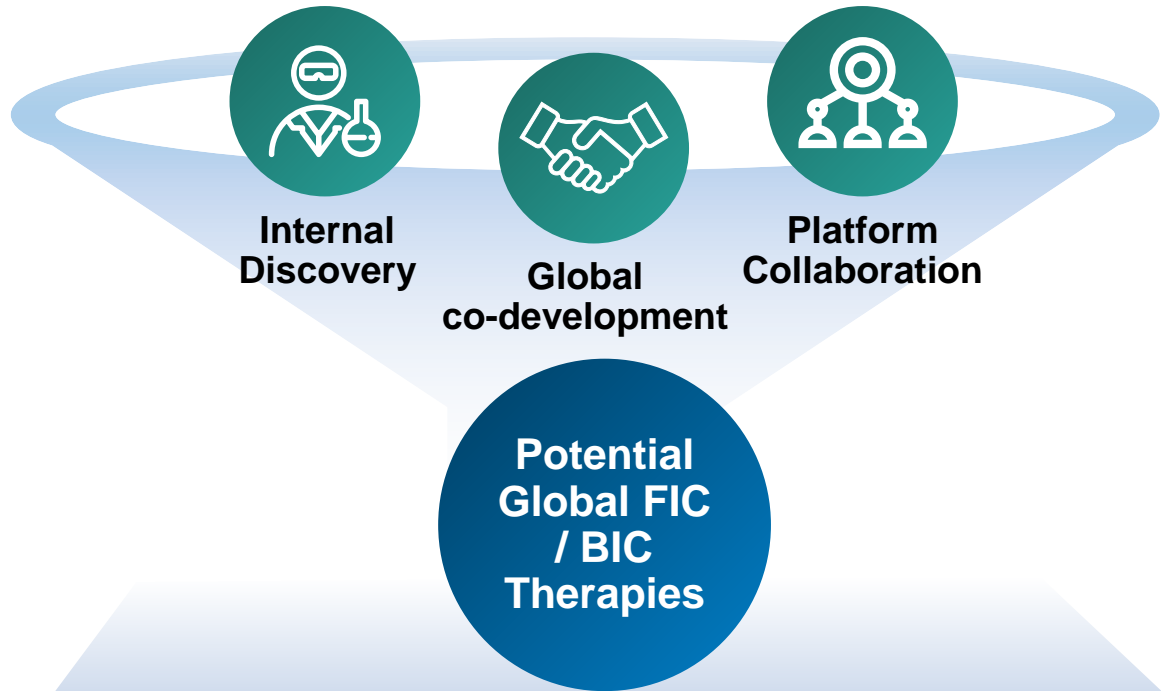 Internal
Discovery
Global
co-development
Platform
Collaboration
Potential
Global FIC
/ BIC
Therapies